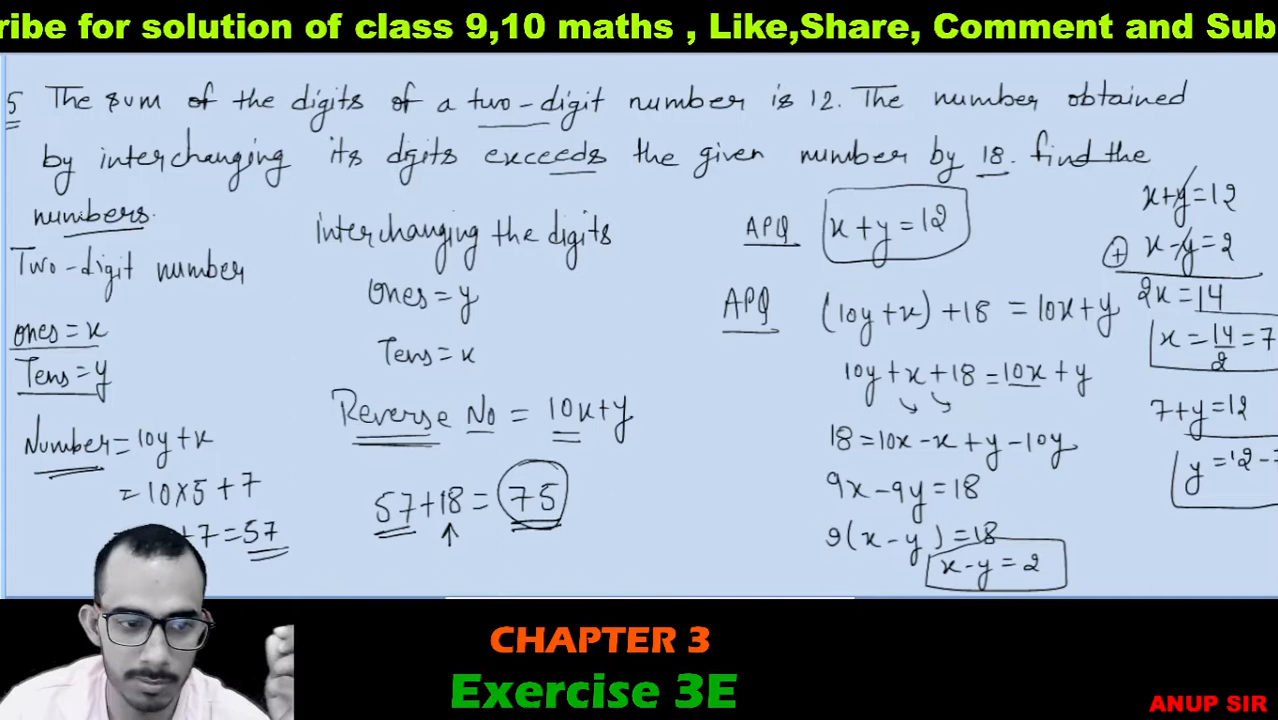 ribe for solution of class 9,10 maths , Like,Share, Comment and Sub
5 The sum of the digits of a two-digit number is 12. The number obtained
by interchanging its digits exceeds the given number by 18. find the
numbers.
Two-digit number
ones = x
Tens = y
Number = 10y+x
= 10×5+7
+7=57
interchanging the digits
Ones = y
Tens = x
Reverse No = 10x+y
57+18 = 75
APQ x+y=12
APQ (10y+x)+18 = 10x+y
10y+x+18=10x+y
18=10x-x+y-10y
9x-9y=18
9(x-y)=18
x-y=2
x+y=12
(+) x-y=2
2x=14
x=14/2=7
7+y=12
y=12-
CHAPTER 3
Exercise 3E
ANUP SIR